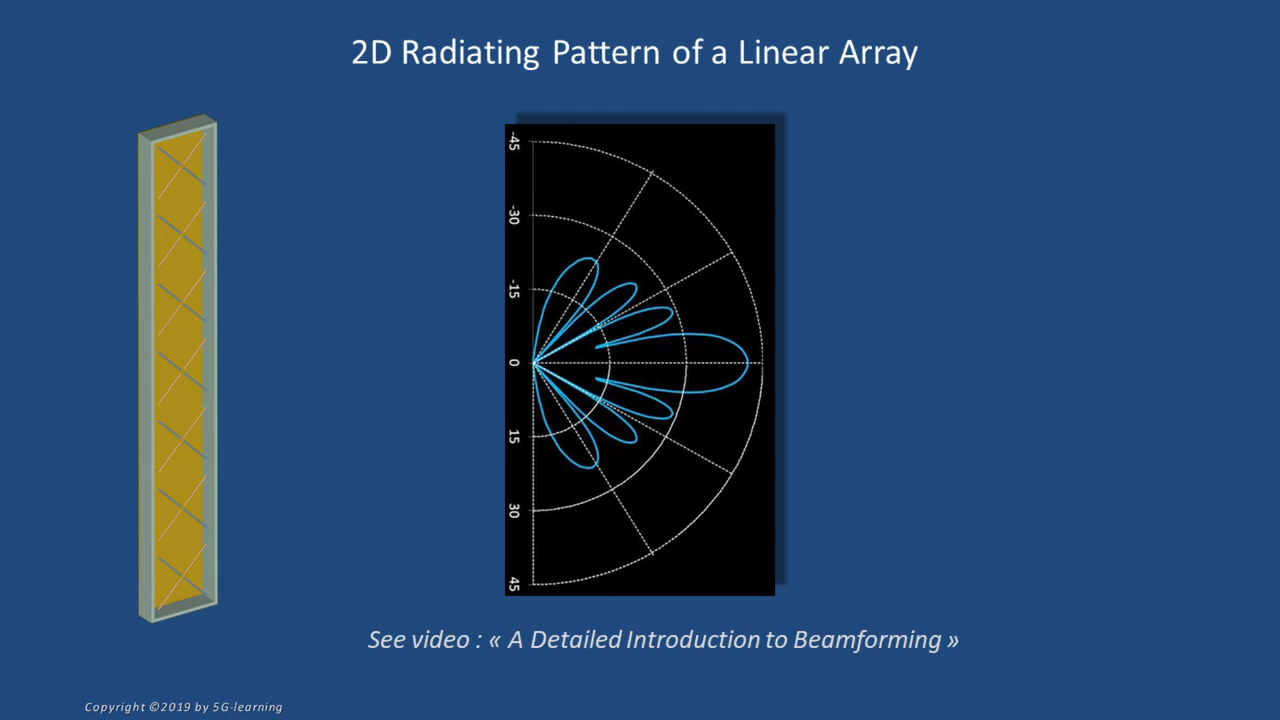 2D Radiating Pattern of a Linear Array
-45
-30
-15
0
15
30
45
See video : « A Detailed Introduction to Beamforming »
Copyright ©2019 by 5G-learning